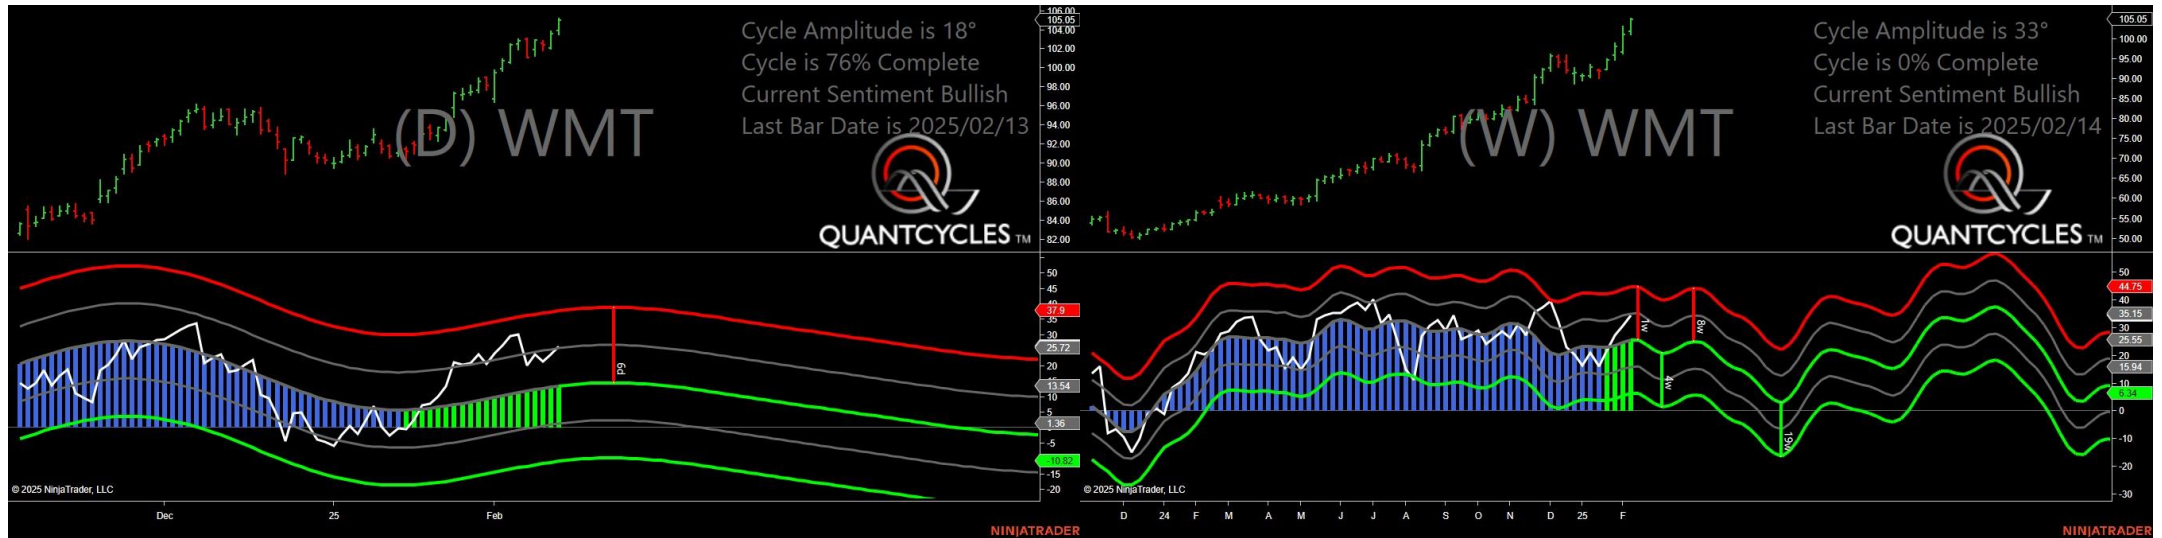 106.00
105.05
104.00
102.00
100.00
98.00
96.00
94.00
92.00
90.00
88.00
86.00
84.00
82.00
Cycle Amplitude is 18°
Cycle is 76% Complete
Current Sentiment Bullish
Last Bar Date is 2025/02/13
(D) WMT
QUANTCYCLES TM
50
45
37.9
35
30
25.72
20
15
13.54
10
5
1.36
-5
-10.82
-15
-20
6d
© 2025 NinjaTrader, LLC
Dec
25
Feb
NINJATRADER
105.05
100.00
95.00
90.00
85.00
80.00
75.00
70.00
65.00
60.00
55.00
50.00
Cycle Amplitude is 33°
Cycle is 0% Complete
Current Sentiment Bullish
Last Bar Date is 2025/02/14
(W) WMT
QUANTCYCLES TM
50
44.75
40
35.15
30
25.55
20
15.94
10
6.34
0
-10
-20
-30
1w
8w
4w
19w
© 2025 NinjaTrader, LLC
D
24
F
M
A
M
J
J
A
S
O
N
D
25
F
NINJATRADER